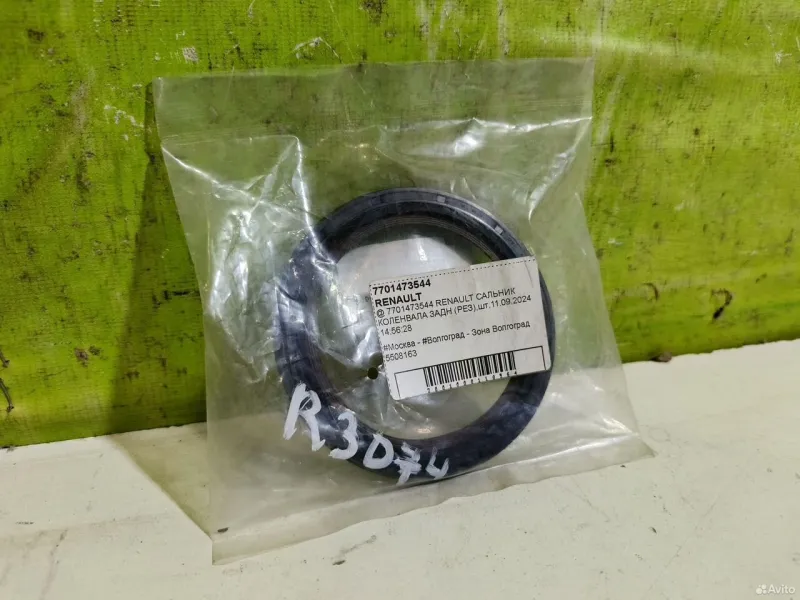 7701473544
RENAULT
@ 7701473544 RENAULT САЛЬНИК
КОЛЕНВАЛА ЗАДН (РЕЗ),шт,11.09.2024
14:56:28
#Москва - #Волгоград - Зона Волгоград
5508163
R3D74
Avito